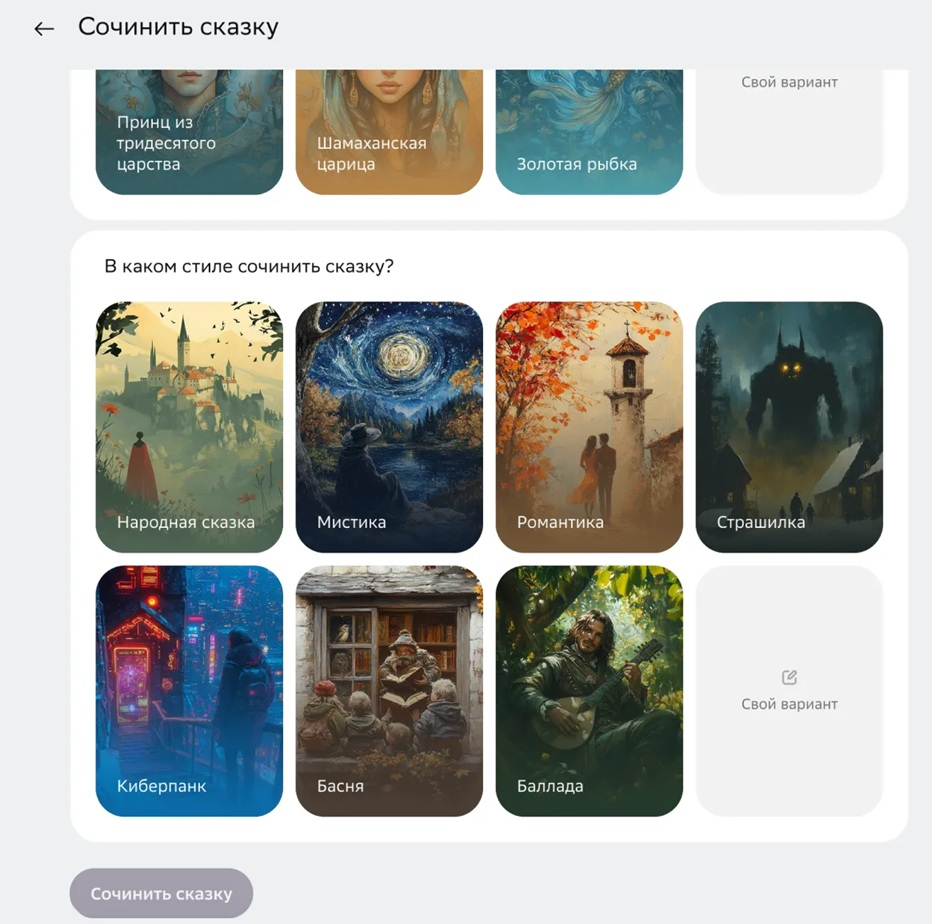 Сочинить сказку
Принц из
тридесятого
царства
Шамаханская
царица
Золотая рыбка
Свой вариант
В каком стиле сочинить сказку?
Народная сказка
Мистика
Романтика
Страшилка
Киберпанк
Басня
Баллада
Свой вариант
Сочинить сказку